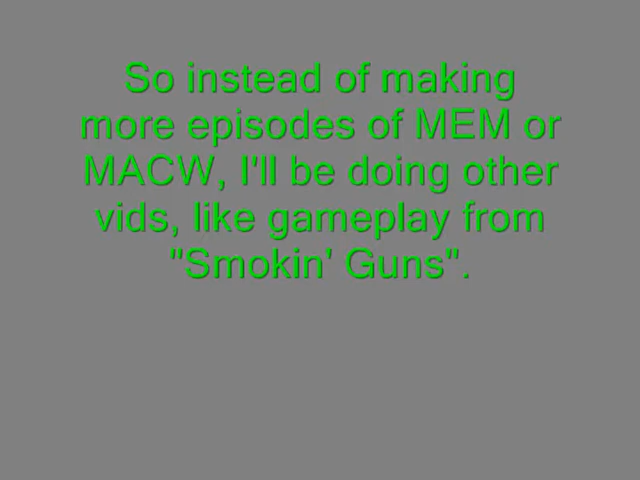 So instead of making
more episodes of MEM or
MACW, I'll be doing other
vids, like gameplay from
"Smokin' Guns".